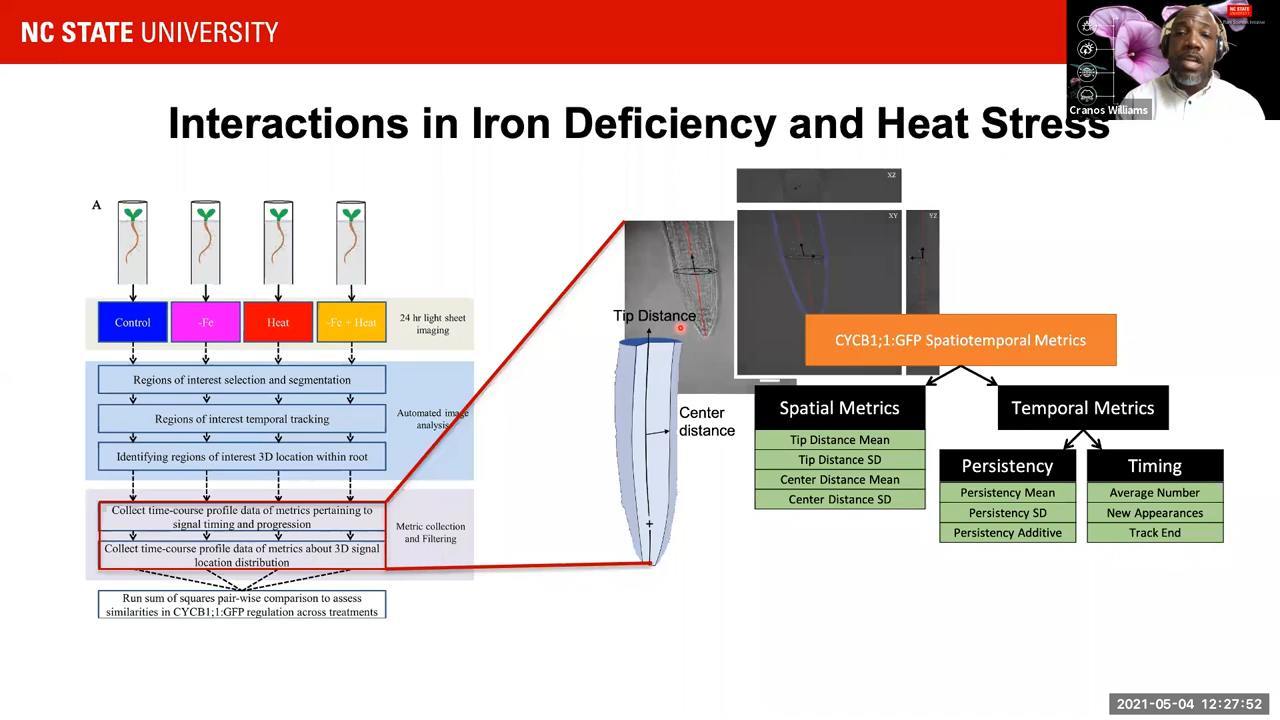 NC STATE UNIVERSITY
NC STATE
UNIVERSITY
Cranos Williams
Interactions in Iron Deficiency and Heat Stress
A
Control
-Fe
Heat
-Fe + Heat
24 hr light sheet
imaging
Regions of interest selection and segmentation
Regions of interest temporal tracking
Identifying regions of interest 3D location within root
Automated image
analysis
Collect time-course profile data of metrics pertaining to
signal timing and progression
Collect time-course profile data of metrics about 3D signal
location distribution
Metric collection
and Filtering
Run sum of squares pair-wise comparison to assess
similarities in CYCB1;1:GFP regulation across treatments
XZ
XY
YZ
Tip Distance
Center
distance
CYCB1;1:GFP Spatiotemporal Metrics
Spatial Metrics
Tip Distance Mean
Tip Distance SD
Center Distance Mean
Center Distance SD
Temporal Metrics
Persistency
Persistency Mean
Persistency SD
Persistency Additive
Timing
Average Number
New Appearances
Track End
2021-05-04 12:27:52